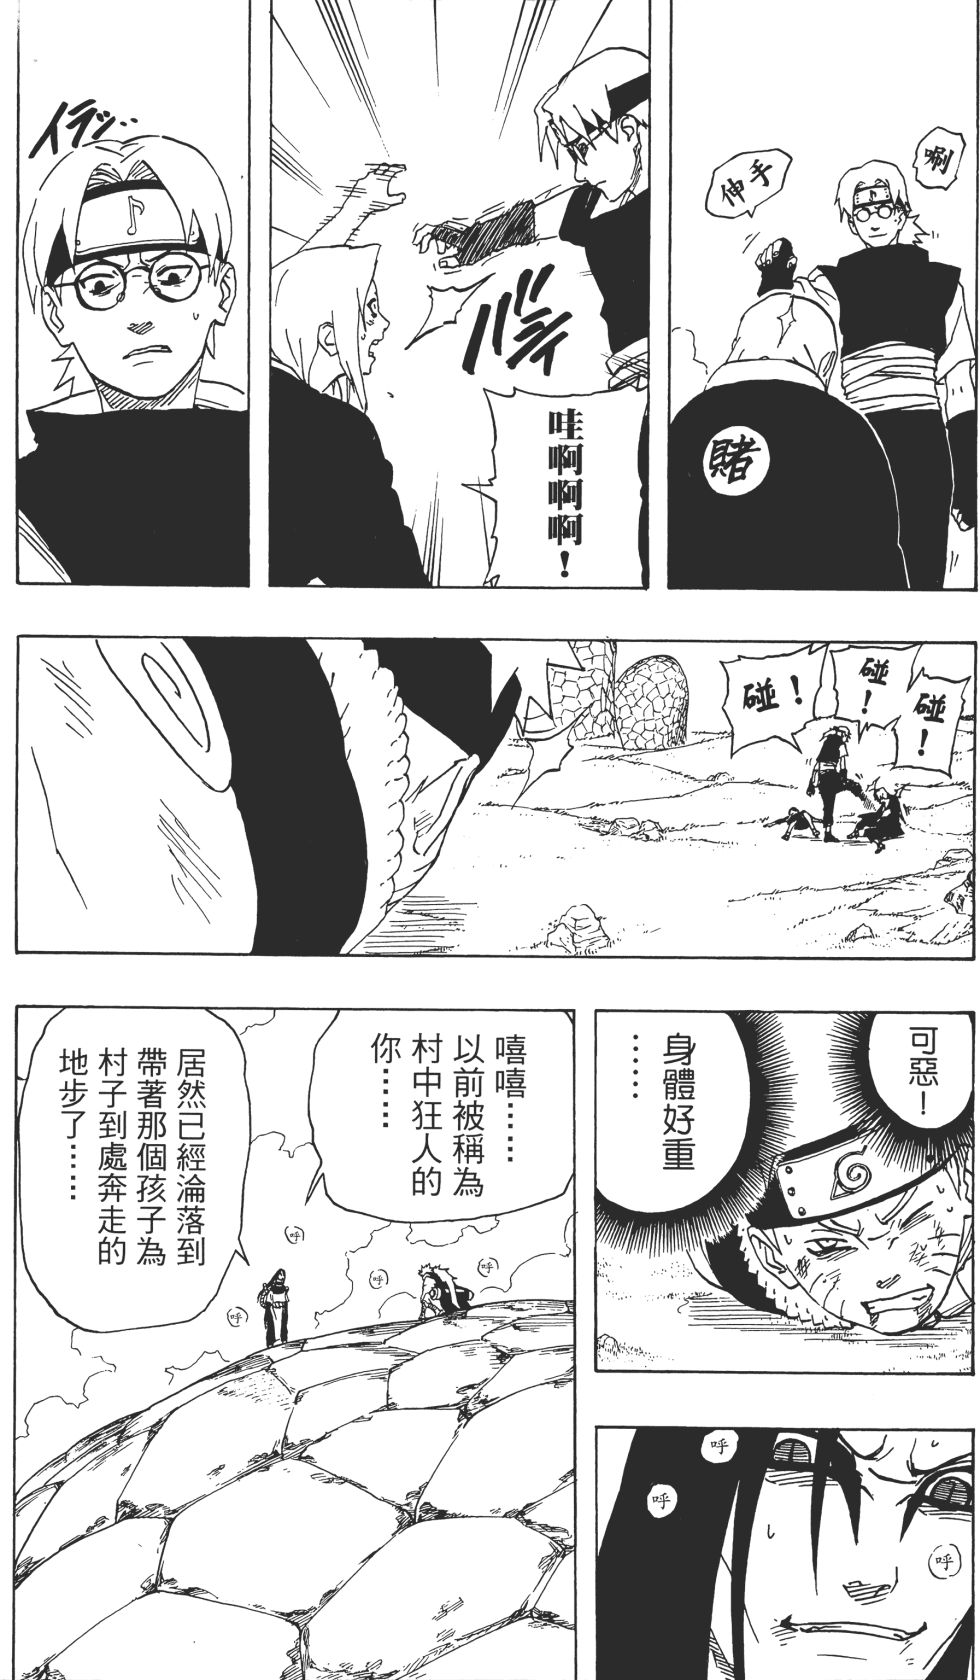 唰
伸手
賭
哇啊啊啊！
バ
イラッ‥
碰！
碰！
碰！
可惡！
身體好重
……
呼
呼
呼
嘻嘻……
以前被稱為
村中狂人的
你……
居然已經淪落到
帶著那個孩子為
村子到處奔走的
地步了……
呼
呼
呼
呼